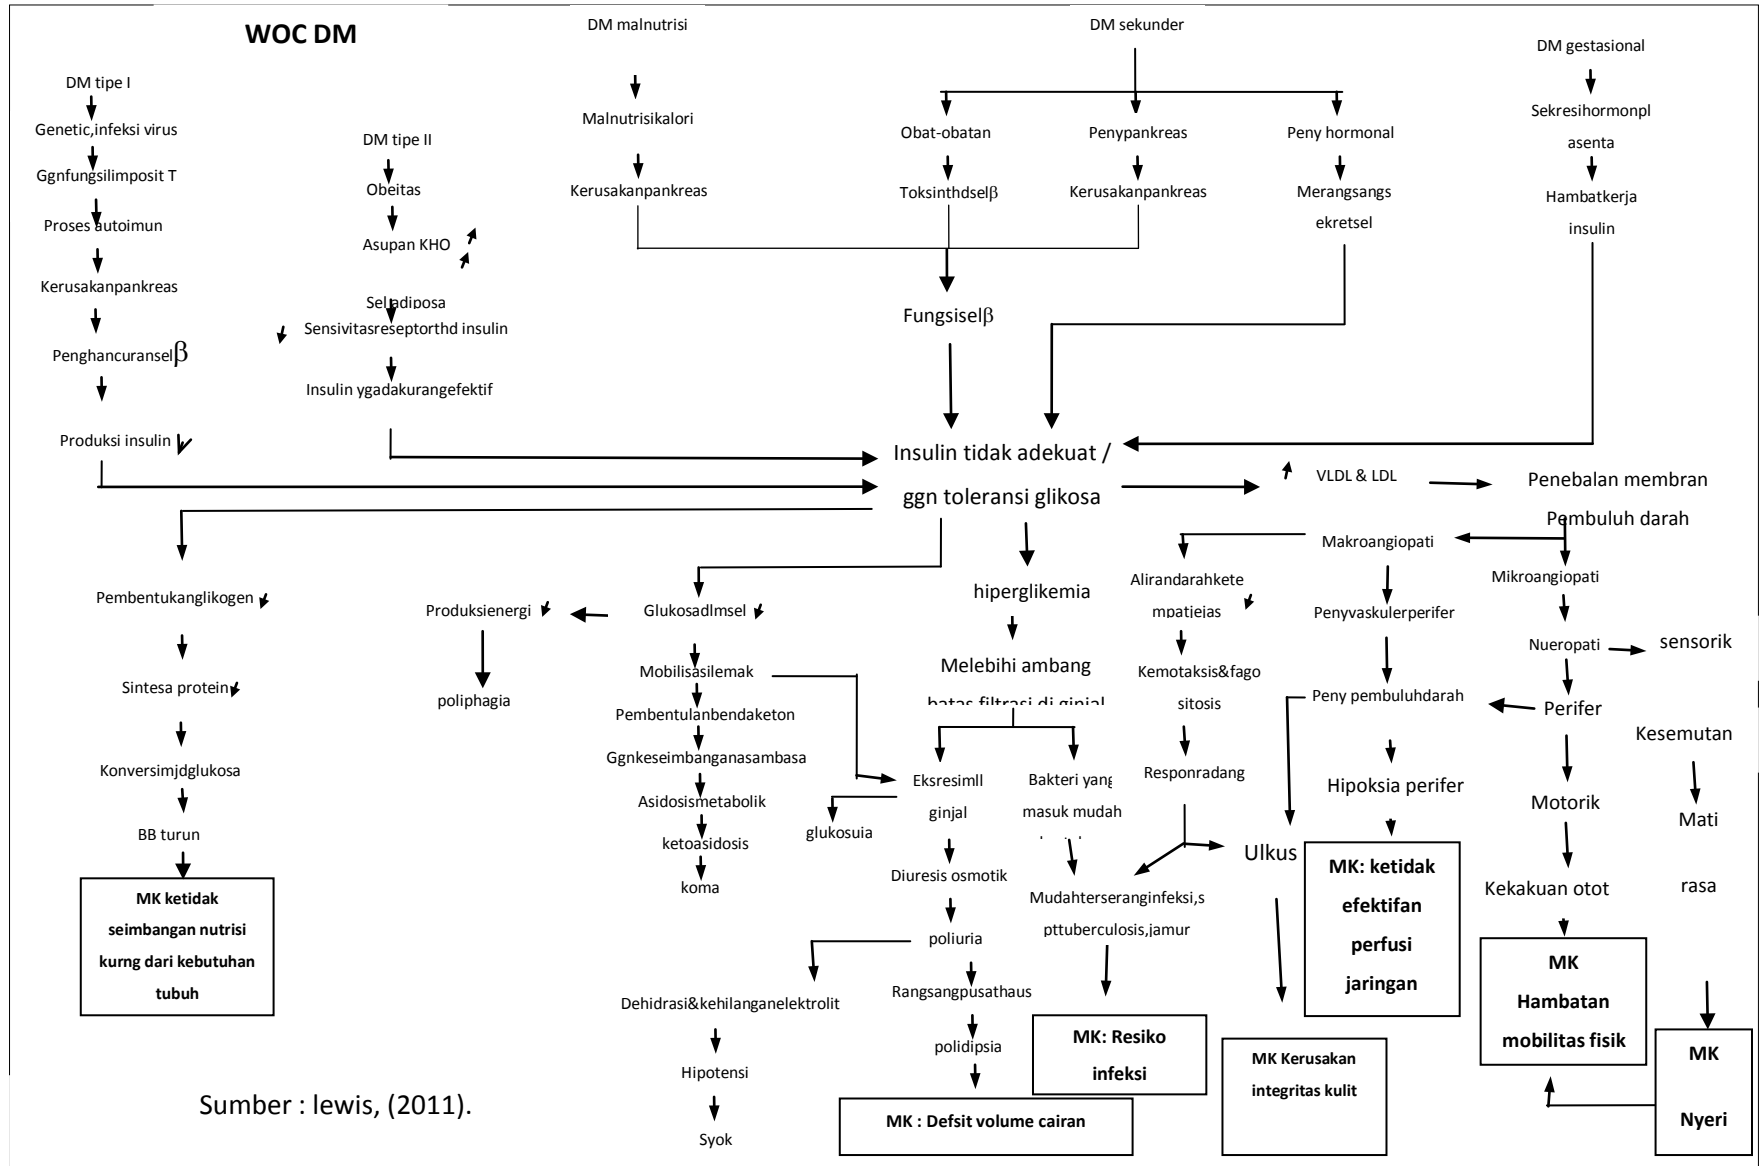 WOC DM
DM malnutrisi
DM sekunder
DM gestasional
DM tipe I
Genetic,infeksi virus
Ggnfungsilimposit T
Proses autoimun
Kerusakanpankreas
Penghancuranselβ
Produksi insulin
DM tipe II
Obeitas
Asupan KHO
Sel adiposa
Sensivitasreseptorthd insulin
Insulin ygadakurangefektif
Malnutrisikalori
Kerusakanpankreas
Obat-obatan
Toksinthdselβ
Penypankreas
Kerusakanpankreas
Peny hormonal
Merangsangs
ekretsel
Sekresihormonpl
asenta
Hambatkerja
insulin
Fungsiselβ
Insulin tidak adekuat /
ggn toleransi glikosa
VLDL & LDL
Penebalan membran
Pembuluh darah
Makroangiopati
Mikroangiopati
Pembentukanglikogen
Sintesa protein
Konversimjdglukosa
BB turun
MK ketidak
seimbangan nutrisi
kurng dari kebutuhan
tubuh
Produksienergi
poliphagia
Glukosadlmsel
Mobilisasilemak
Pembentulanbendaketon
Ggnkeseimbanganasambasa
Asidosismetabolik
ketoasidosis
koma
hiperglikemia
Melebihi ambang
batas filtrasi di ginjal
Eksresimll
ginjal
glukosuia
Diuresis osmotik
poliuria
Dehidrasi&kehilanganelektrolit
Hipotensi
Syok
Rangsangpusathaus
polidipsia
MK : Defsit volume cairan
Bakteri yang
masuk mudah
Mudahterseranginfeksi,s
pttuberculosis,jamur
MK: Resiko
infeksi
Alirandarahkete
mpatiejas
Kemotaksis&fago
sitosis
Responradang
Ulkus
MK Kerusakan
integritas kulit
Penyvaskulerperifer
Peny pembuluhdarah
Hipoksia perifer
MK: ketidak
efektifan
perfusi
jaringan
Nueropati
sensorik
Perifer
Motorik
Kekakuan otot
MK
Hambatan
mobilitas fisik
Kesemutan
Mati
rasa
MK
Nyeri
Sumber : lewis, (2011).